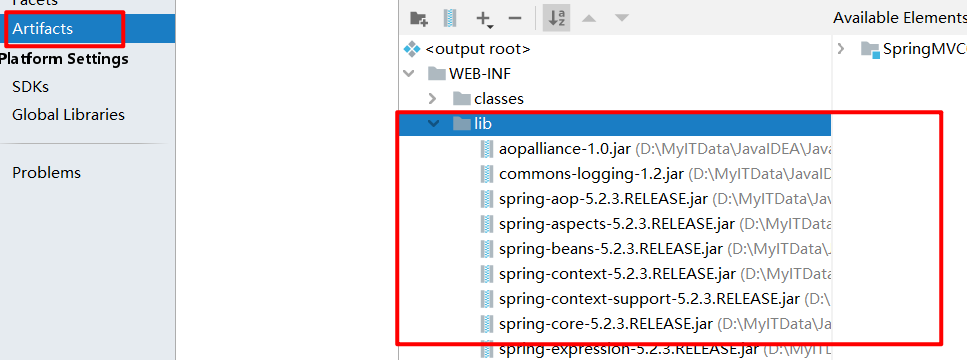 Facets
Artifacts
Platform Settings
SDKs
Global Libraries
Problems
Available Elements
<output root>
SpringMVC
WEB-INF
classes
lib
aopalliance-1.0.jar (D:\MyITData\JavaIDEA\Java
commons-logging-1.2.jar (D:\MyITData\JavaID
spring-aop-5.2.3.RELEASE.jar (D:\MyITData\Jav
spring-aspects-5.2.3.RELEASE.jar (D:\MyITData
spring-beans-5.2.3.RELEASE.jar (D:\MyITData\J
spring-context-5.2.3.RELEASE.jar (D:\MyITData
spring-context-support-5.2.3.RELEASE.jar (D:\
spring-core-5.2.3.RELEASE.jar (D:\MyITData\Ja
spring-expression-5.2.3.RELEASE.jar (D:\MyITD